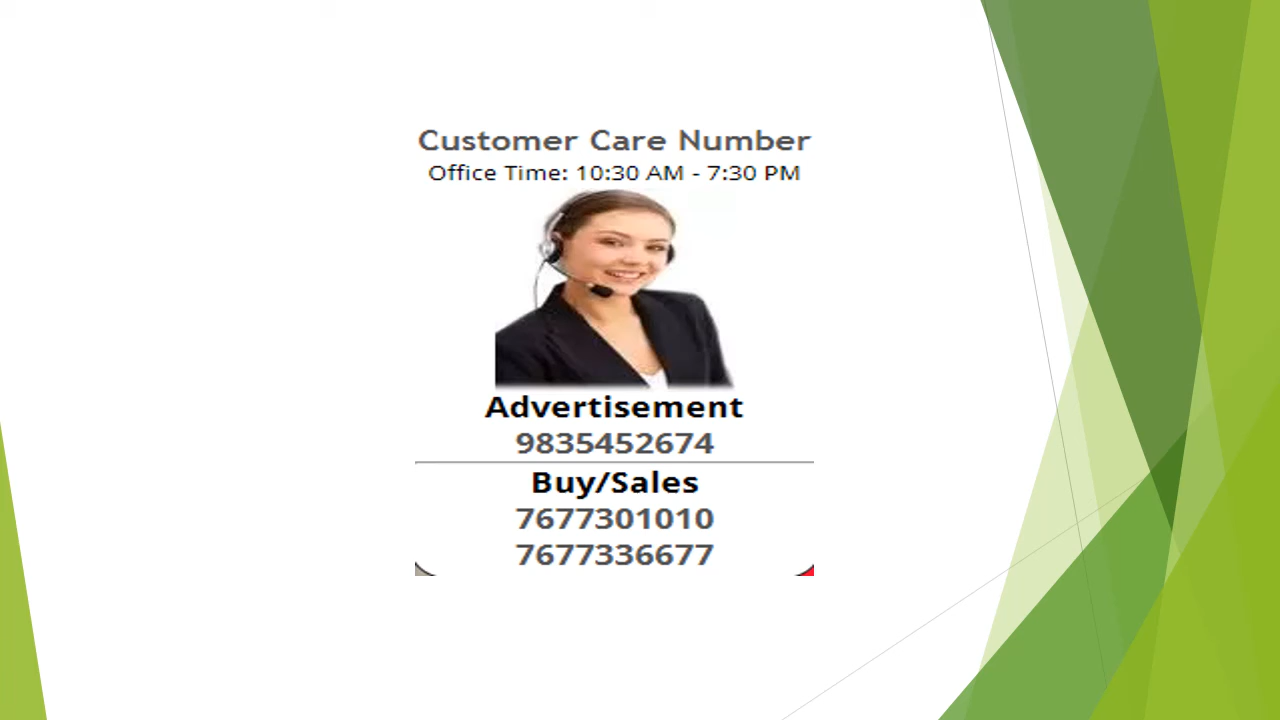 Customer Care Number
Office Time: 10:30 AM - 7:30 PM
Advertisement
9835452674
Buy/Sales
7677301010
7677336677